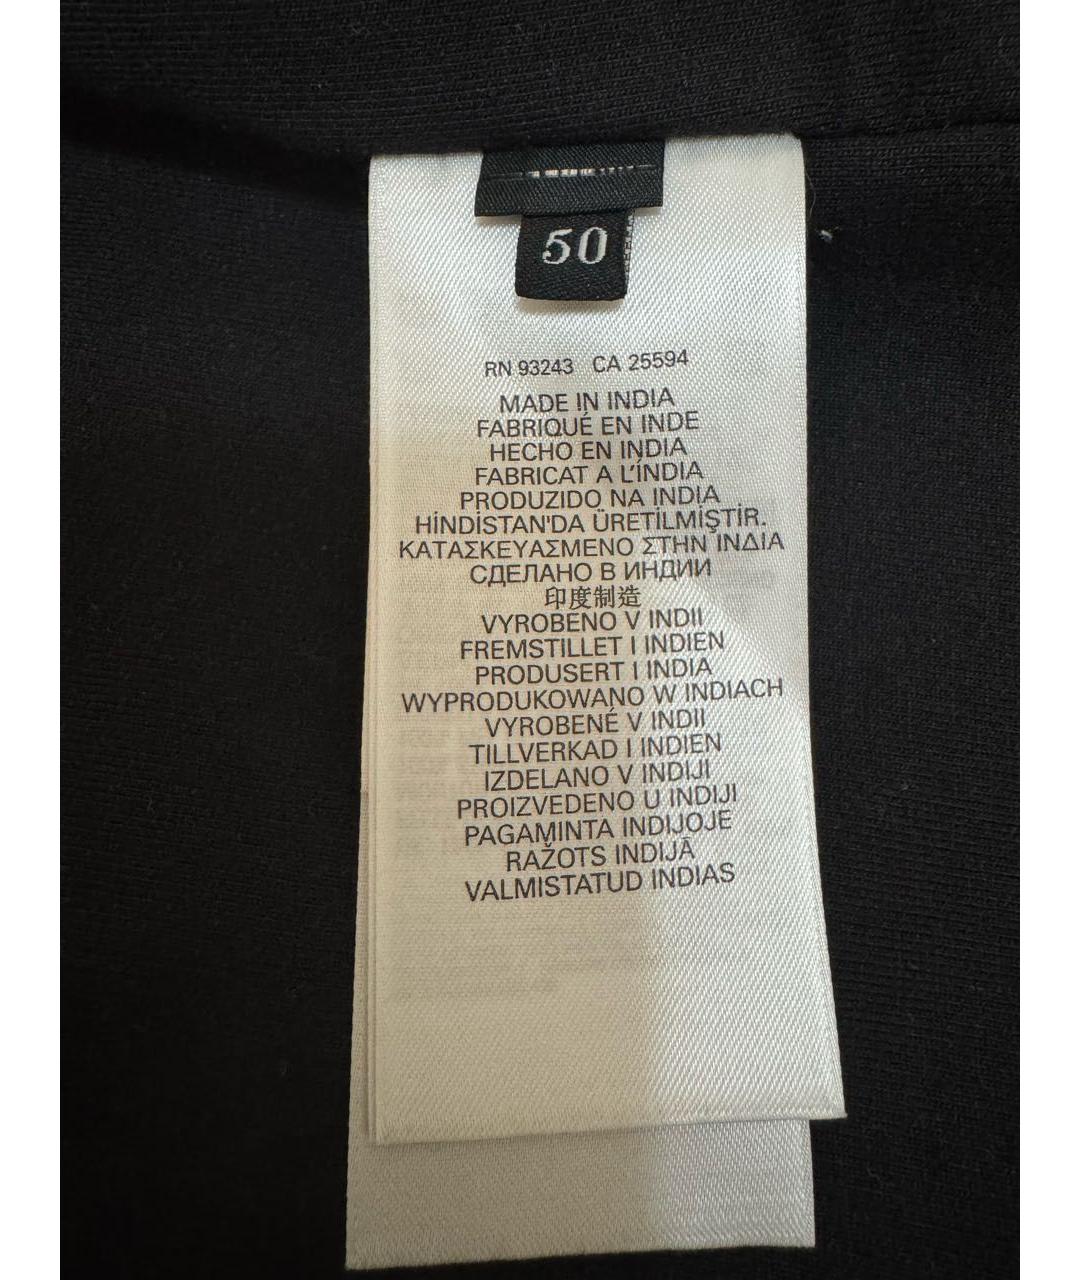 50
RN 93243 CA 25594
MADE IN INDIA
FABRIQUÉ EN INDE
HECHO EN INDIA
FABRICAT A L'ÍNDIA
PRODUZIDO NA INDIA
HİNDİSTAN'DA ÜRETİLMİŞTİR.
ΚΑΤΑΣΚΕΥΑΣΜΕΝΟ ΣΤΗΝ ΙΝΔΙΑ
СДЕЛАНО В ИНДИИ
印度制造
VYROBENO V INDII
FREMSTILLET I INDIEN
PRODUSERT I INDIA
WYPRODUKOWANO W INDIACH
VYROBENÉ V INDII
TILLVERKAD I INDIEN
IZDELANO V INDIJI
PROIZVEDENO U INDIJI
PAGAMINTA INDIJOJE
RAŽOTS INDIJĀ
VALMISTATUD INDIAS